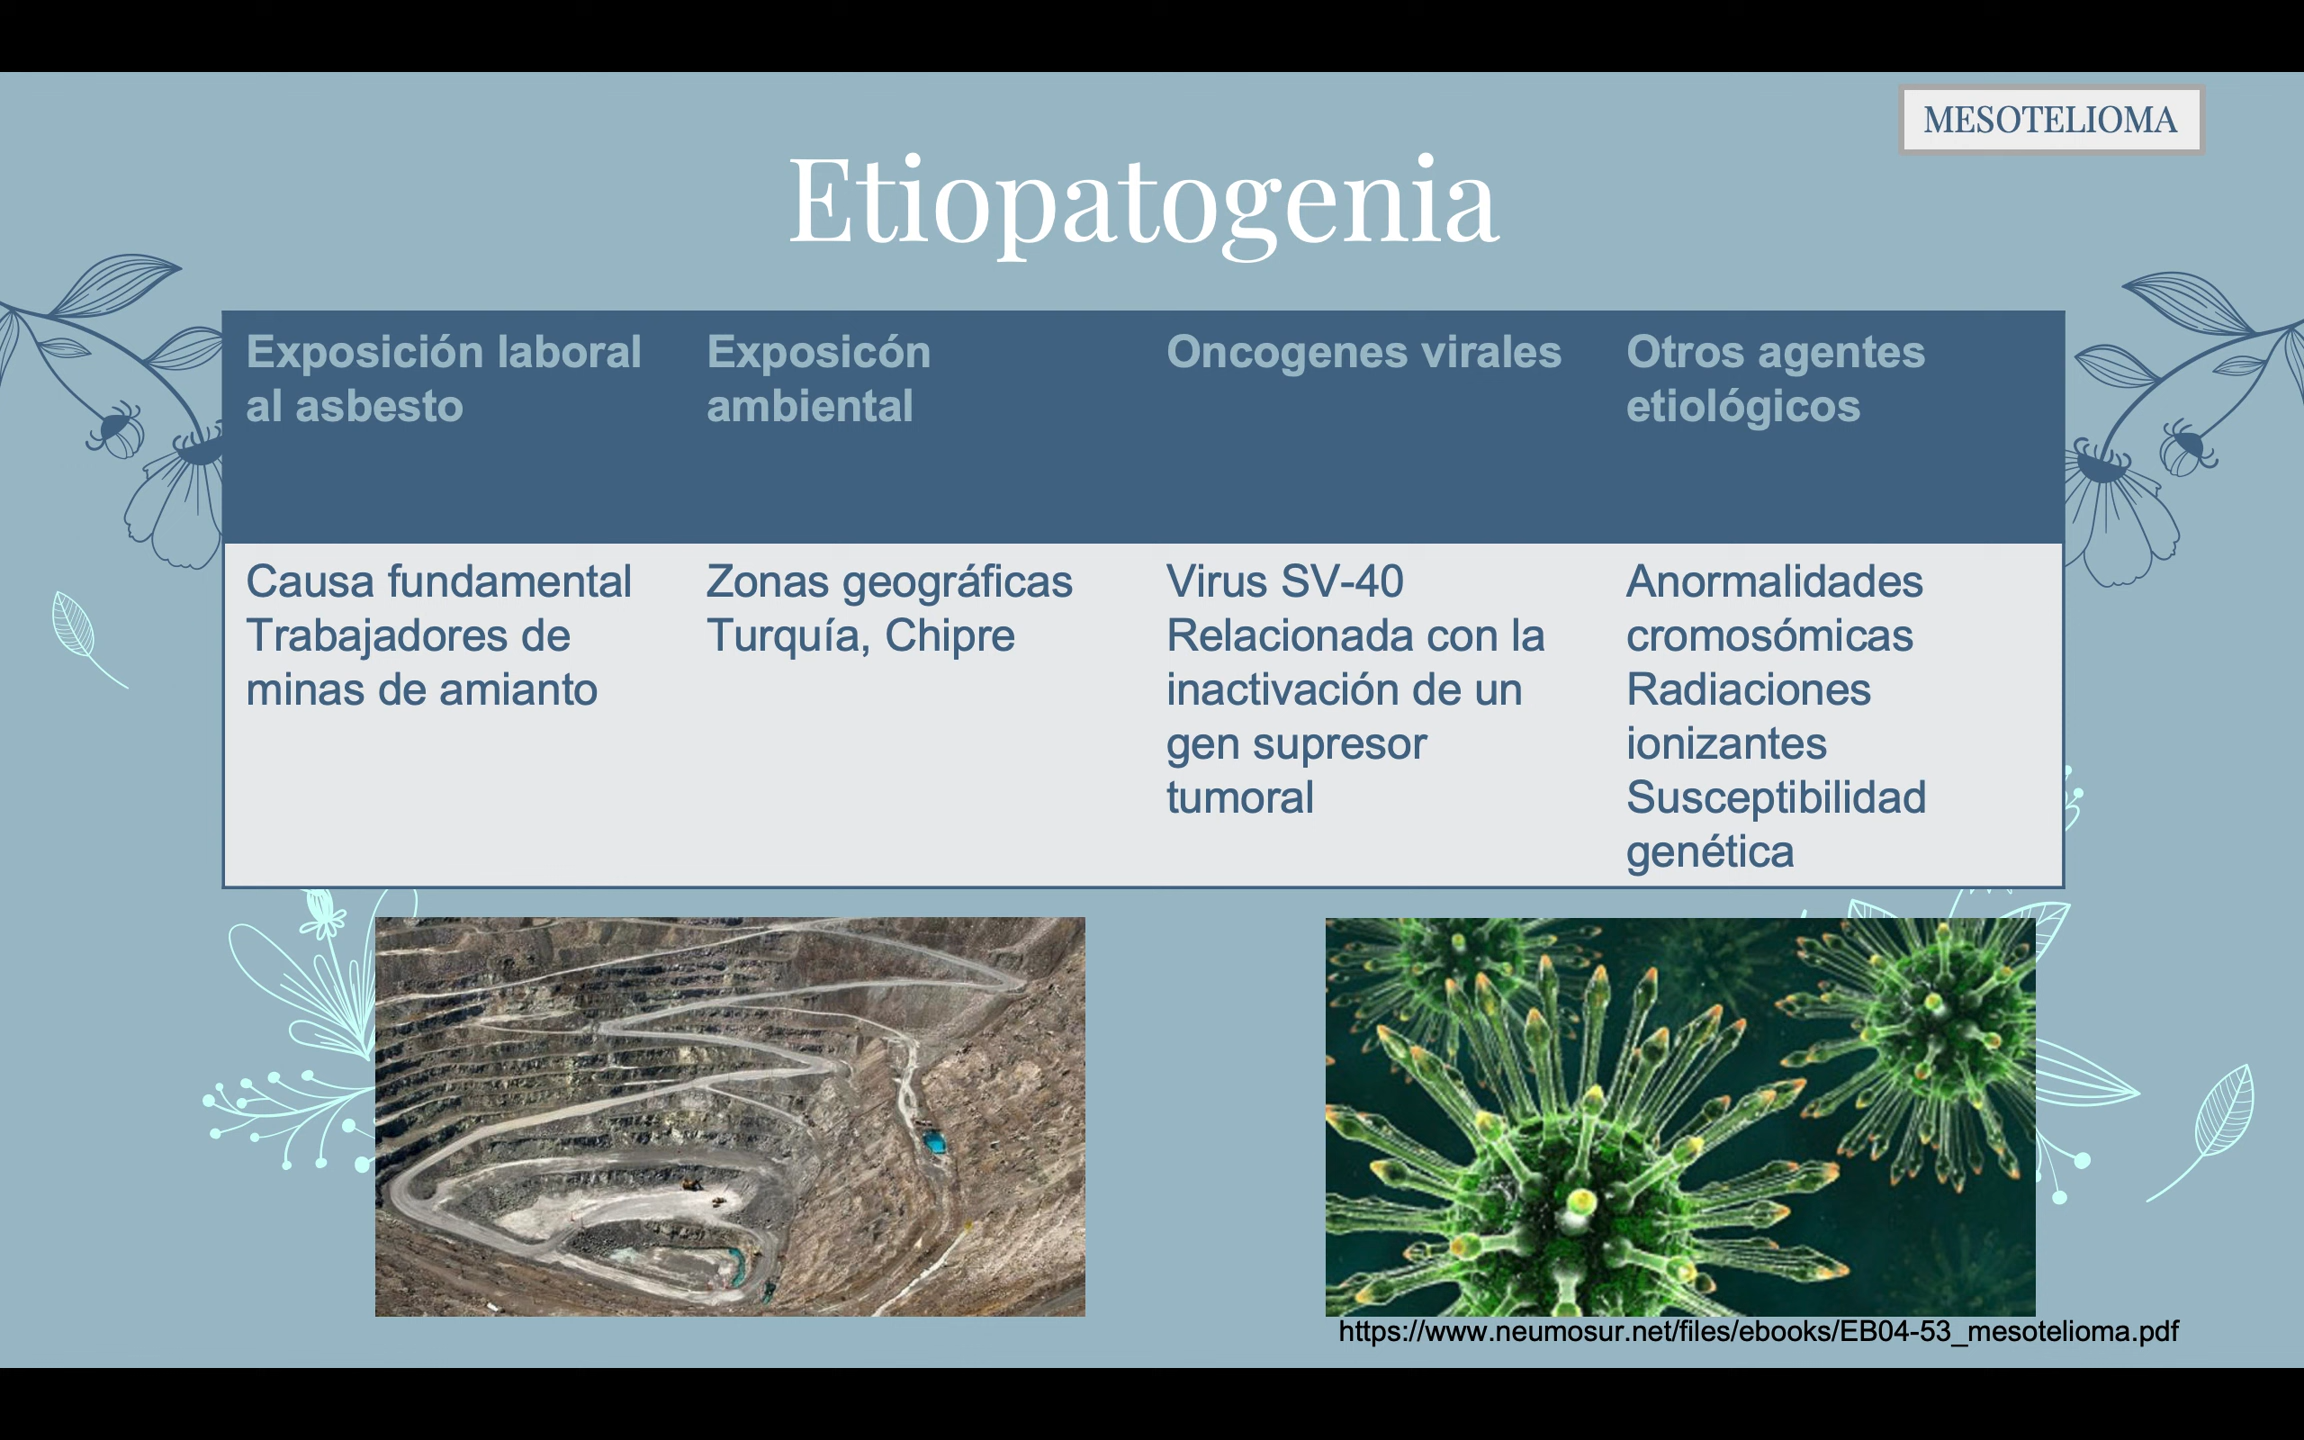 MESOTELIOMA
Etiopatogenia
Exposición laboral
al asbesto
Exposicón
ambiental
Oncogenes virales
Otros agentes
etiológicos
Causa fundamental
Trabajadores de
minas de amianto
Zonas geográficas
Turquía, Chipre
Virus SV-40
Relacionada con la
inactivación de un
gen supresor
tumoral
Anormalidades
cromosómicas
Radiaciones
ionizantes
Susceptibilidad
genética
https://www.neumosur.net/files/ebooks/EB04-53_mesotelioma.pdf